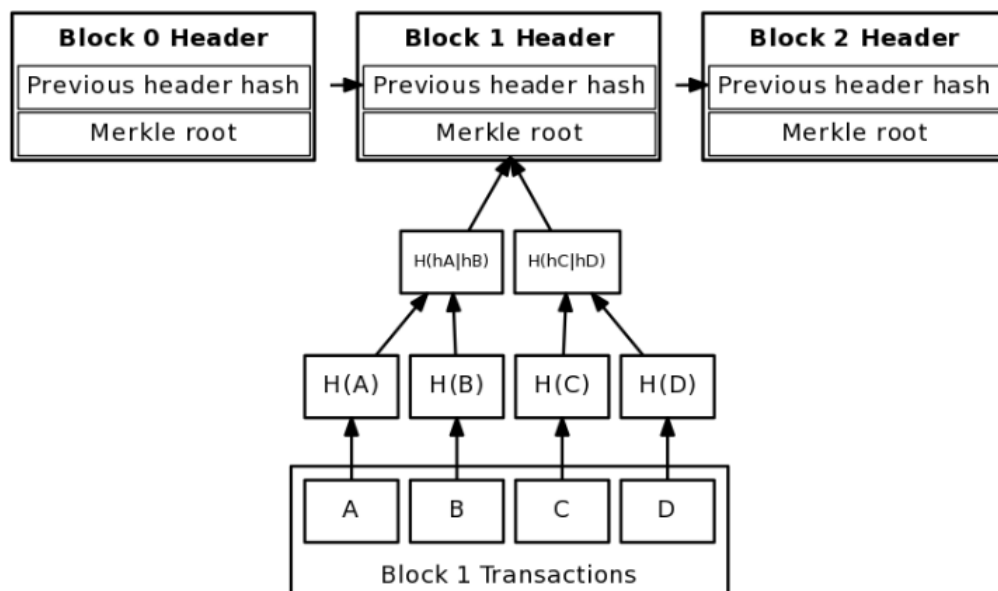 Block 0 Header
Block 1 Header
Block 2 Header
Previous header hash
Previous header hash
Previous header hash
Merkle root
Merkle root
Merkle root
H(hA|hB)
H(hC|hD)
H(A)
H(B)
H(C)
H(D)
A
B
C
D
Block 1 Transactions